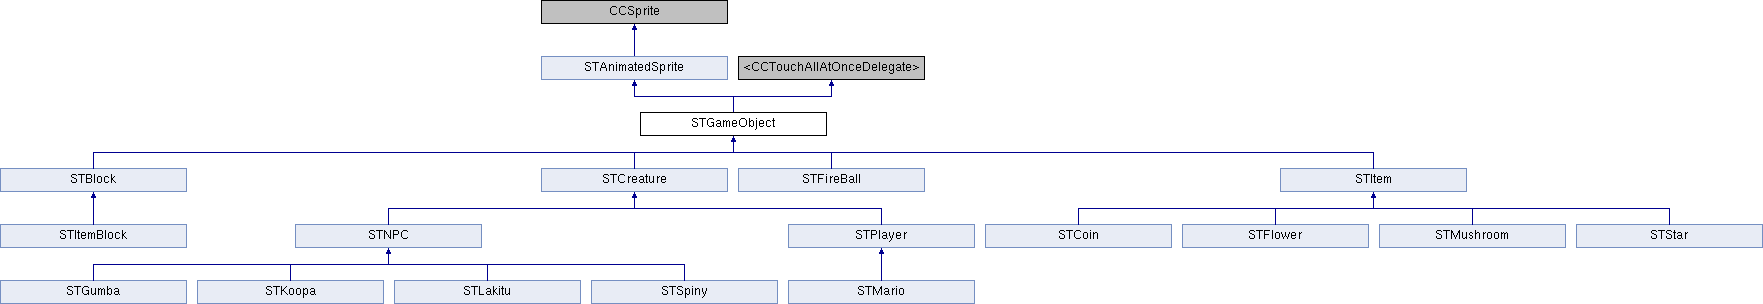 CCSprite
STAnimatedSprite
<CCTouchAllAtOnceDelegate>
STGameObject
STBlock
STCreature
STFireBall
STItem
STItemBlock
STNPC
STPlayer
STCoin
STFlower
STMushroom
STStar
STGumba
STKoopa
STLakitu
STSpiny
STMario